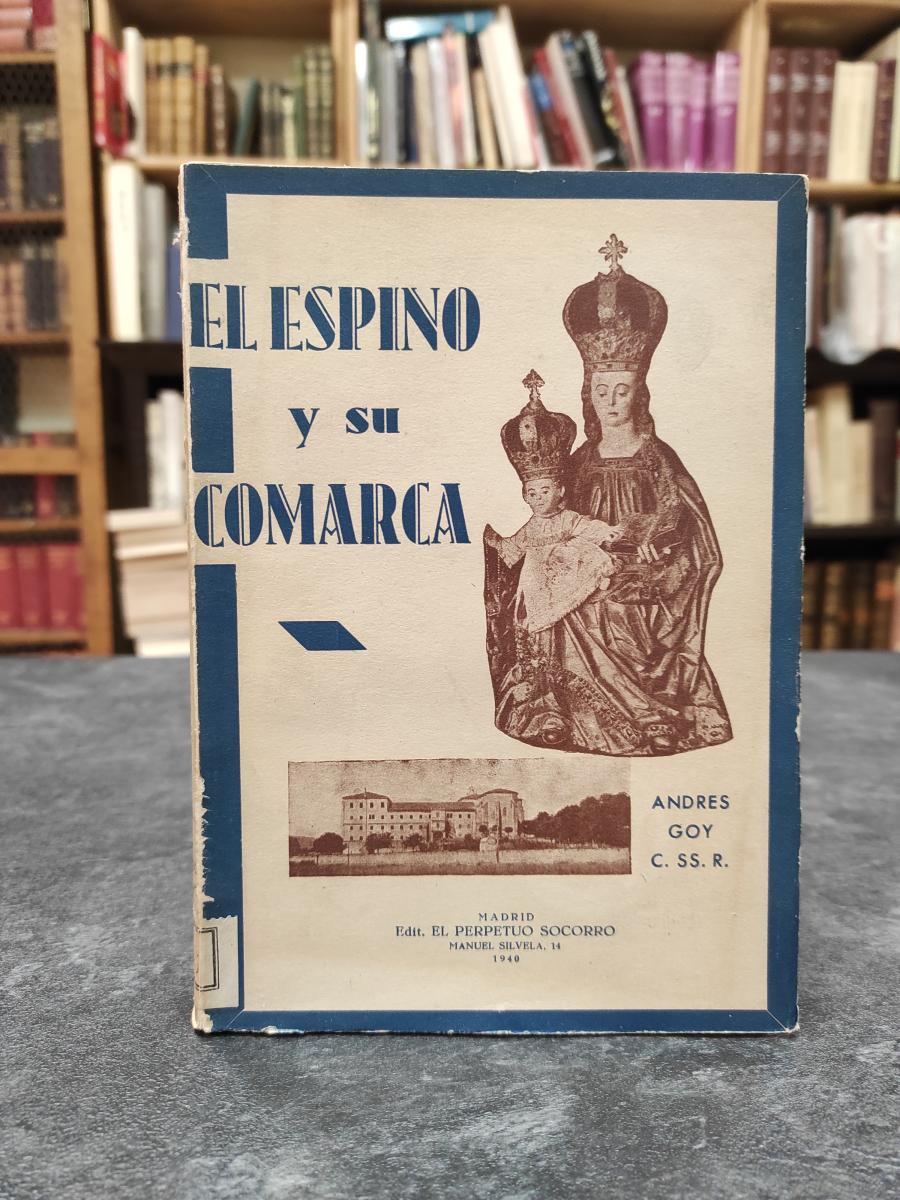 EL ESPINO
y su
COMARCA
ANDRES
GOY
C. SS. R.
MADRID
Edit. EL PERPETUO SOCORRO
MANUEL SILVELA, 14
1940